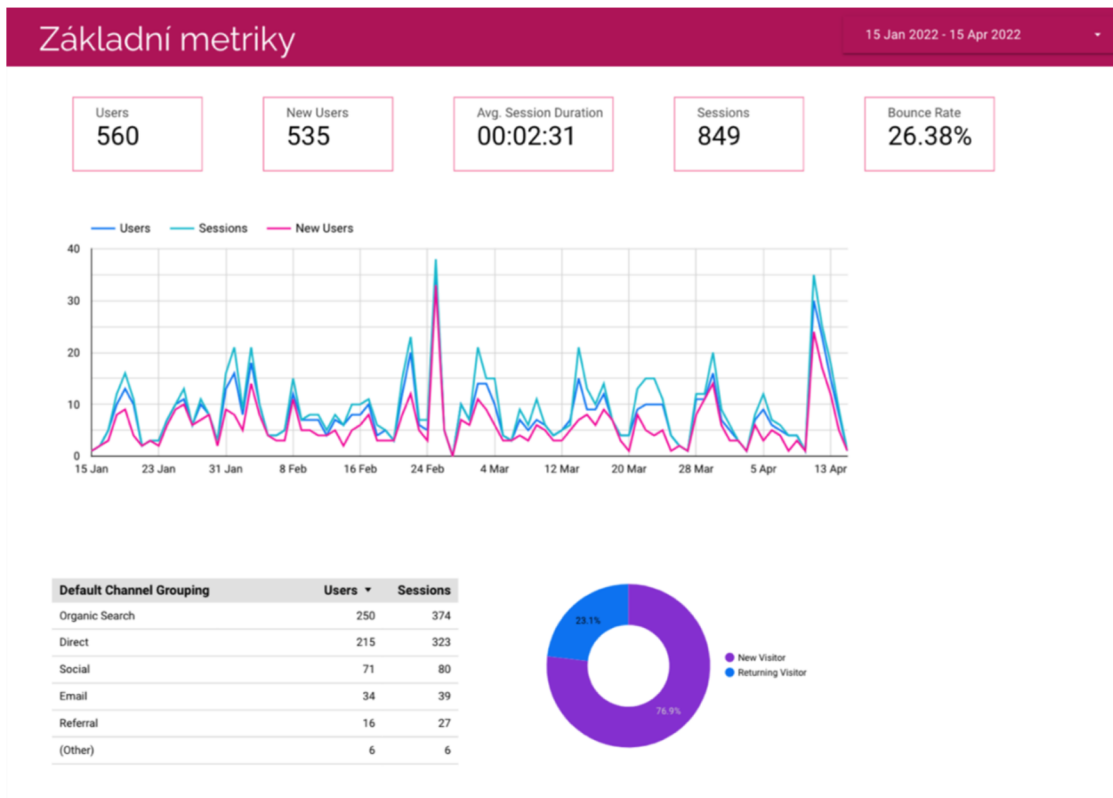 Základní metriky
15 Jan 2022 - 15 Apr 2022
Users
560
New Users
535
Avg. Session Duration
00:02:31
Sessions
849
Bounce Rate
26.38%
Users Sessions New Users
40
30
20
10
0
15 Jan 23 Jan 31 Jan 8 Feb 16 Feb 24 Feb 4 Mar 12 Mar 20 Mar 28 Mar 5 Apr 13 Apr
Default Channel Grouping Users Sessions
Organic Search 250 374
Direct 215 323
Social 71 80
Email 34 39
Referral 16 27
(Other) 6 6
23.1%
76.9%
New Visitor
Returning Visitor